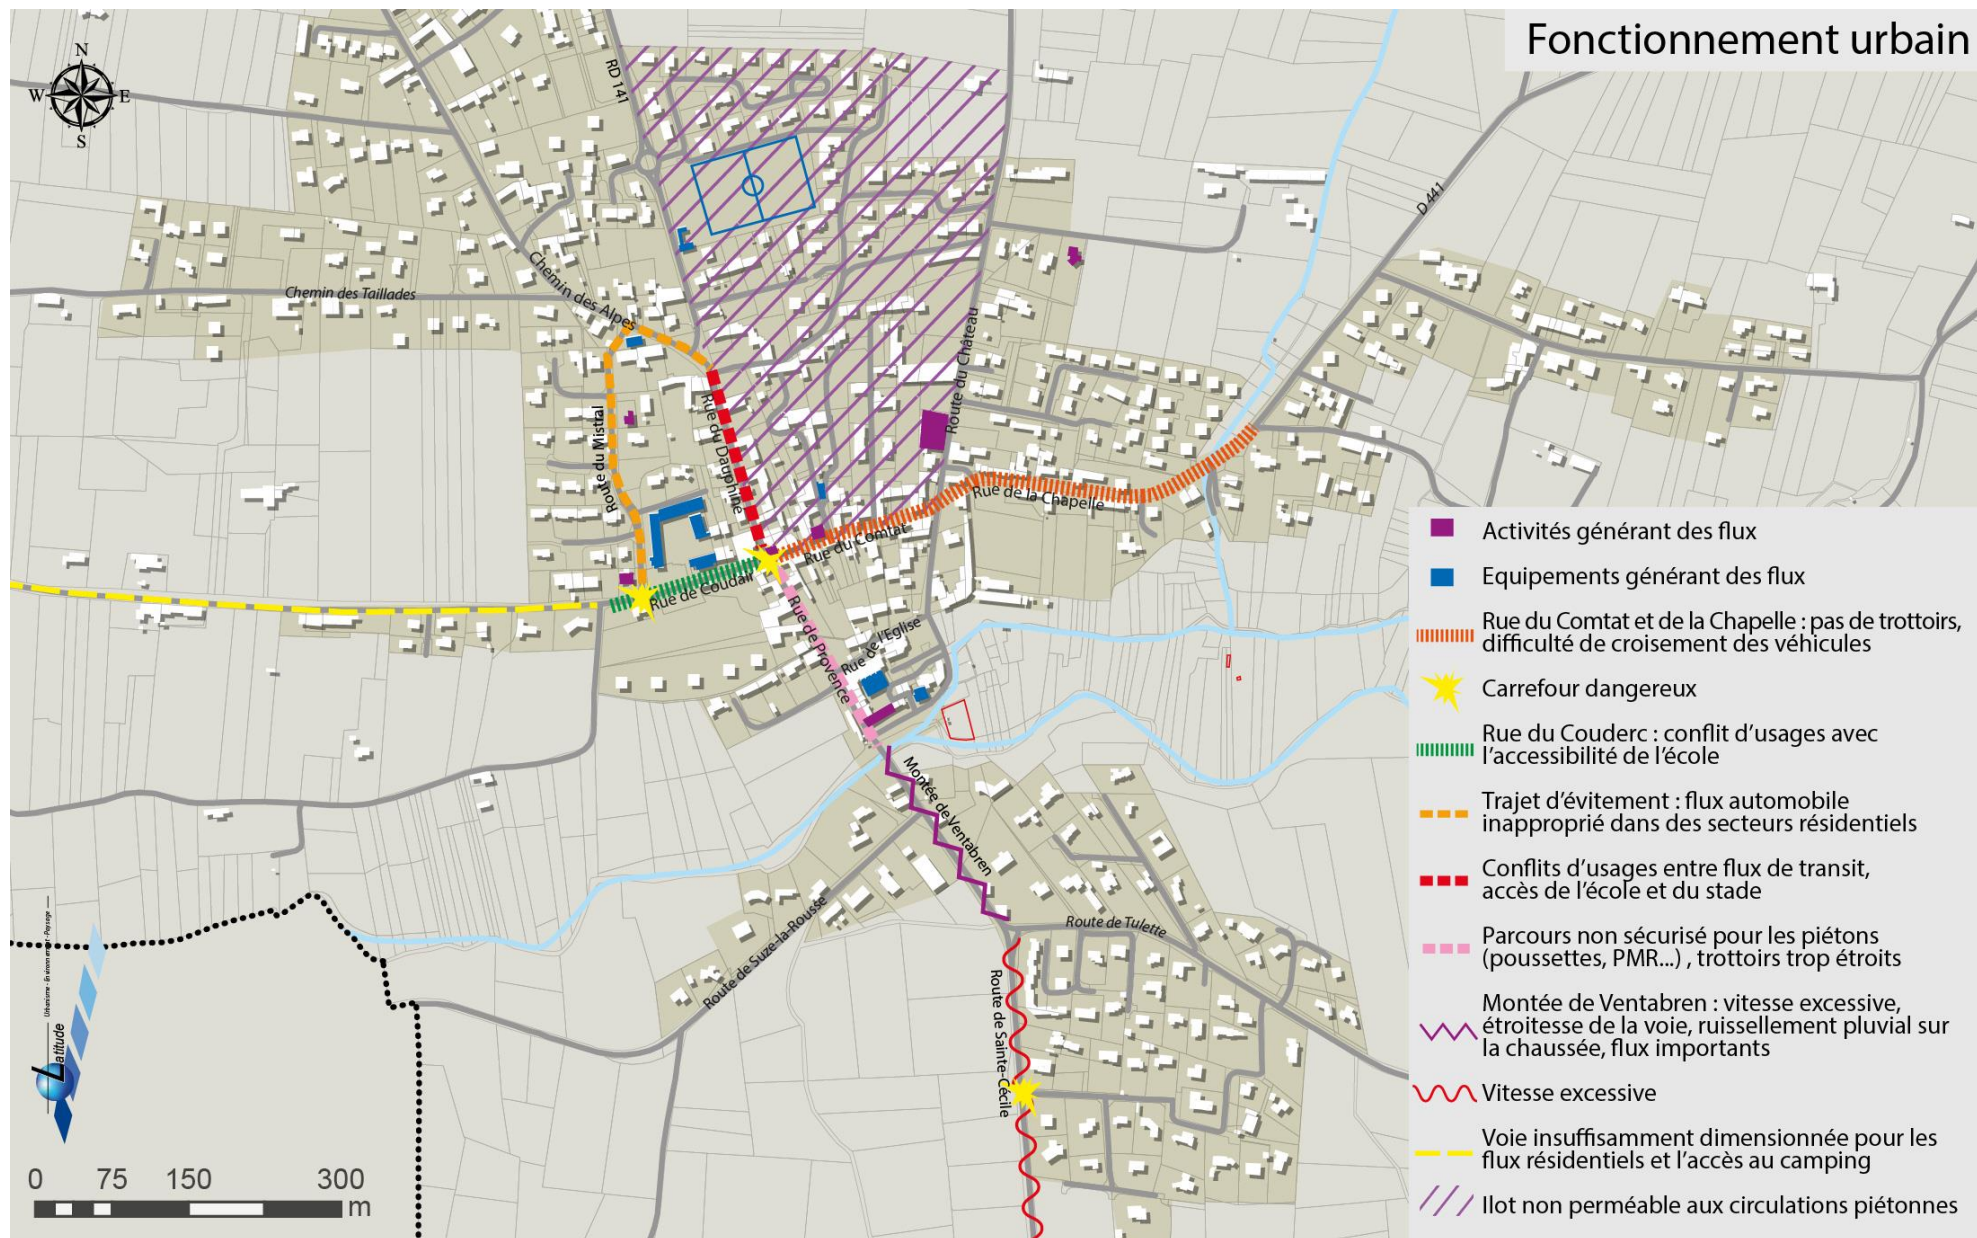 Fonctionnement urbain
N
W
E
S
RD 141
D 441
Chemin des Alpes
Chemin des Taillades
Route du Château
Route du Mistral
Rue du Dauphiné
Rue de la Chapelle
Rue du Comtat
Rue de Coudair
Rue de Provence
Rue de l'Eglise
Montée de Ventabren
Route de Suze-la-Rousse
Route de Tulette
Route de Sainte-Cécile
Activités générant des flux
Equipements générant des flux
Rue du Comtat et de la Chapelle : pas de trottoirs,
difficulté de croisement des véhicules
Carrefour dangereux
Rue du Couderc : conflit d'usages avec
l'accessibilité de l'école
Trajet d'évitement : flux automobile
inapproprié dans des secteurs résidentiels
Conflits d'usages entre flux de transit,
accès de l'école et du stade
Parcours non sécurisé pour les piétons
(poussettes, PMR...) , trottoirs trop étroits
Montée de Ventabren : vitesse excessive,
étroitesse de la voie, ruissellement pluvial sur
la chaussée, flux importants
Vitesse excessive
Voie insuffisamment dimensionnée pour les
flux résidentiels et l'accès au camping
Ilot non perméable aux circulations piétonnes
Latitude
Urbanisme - Environnement - Paysage
0 75 150 300
m